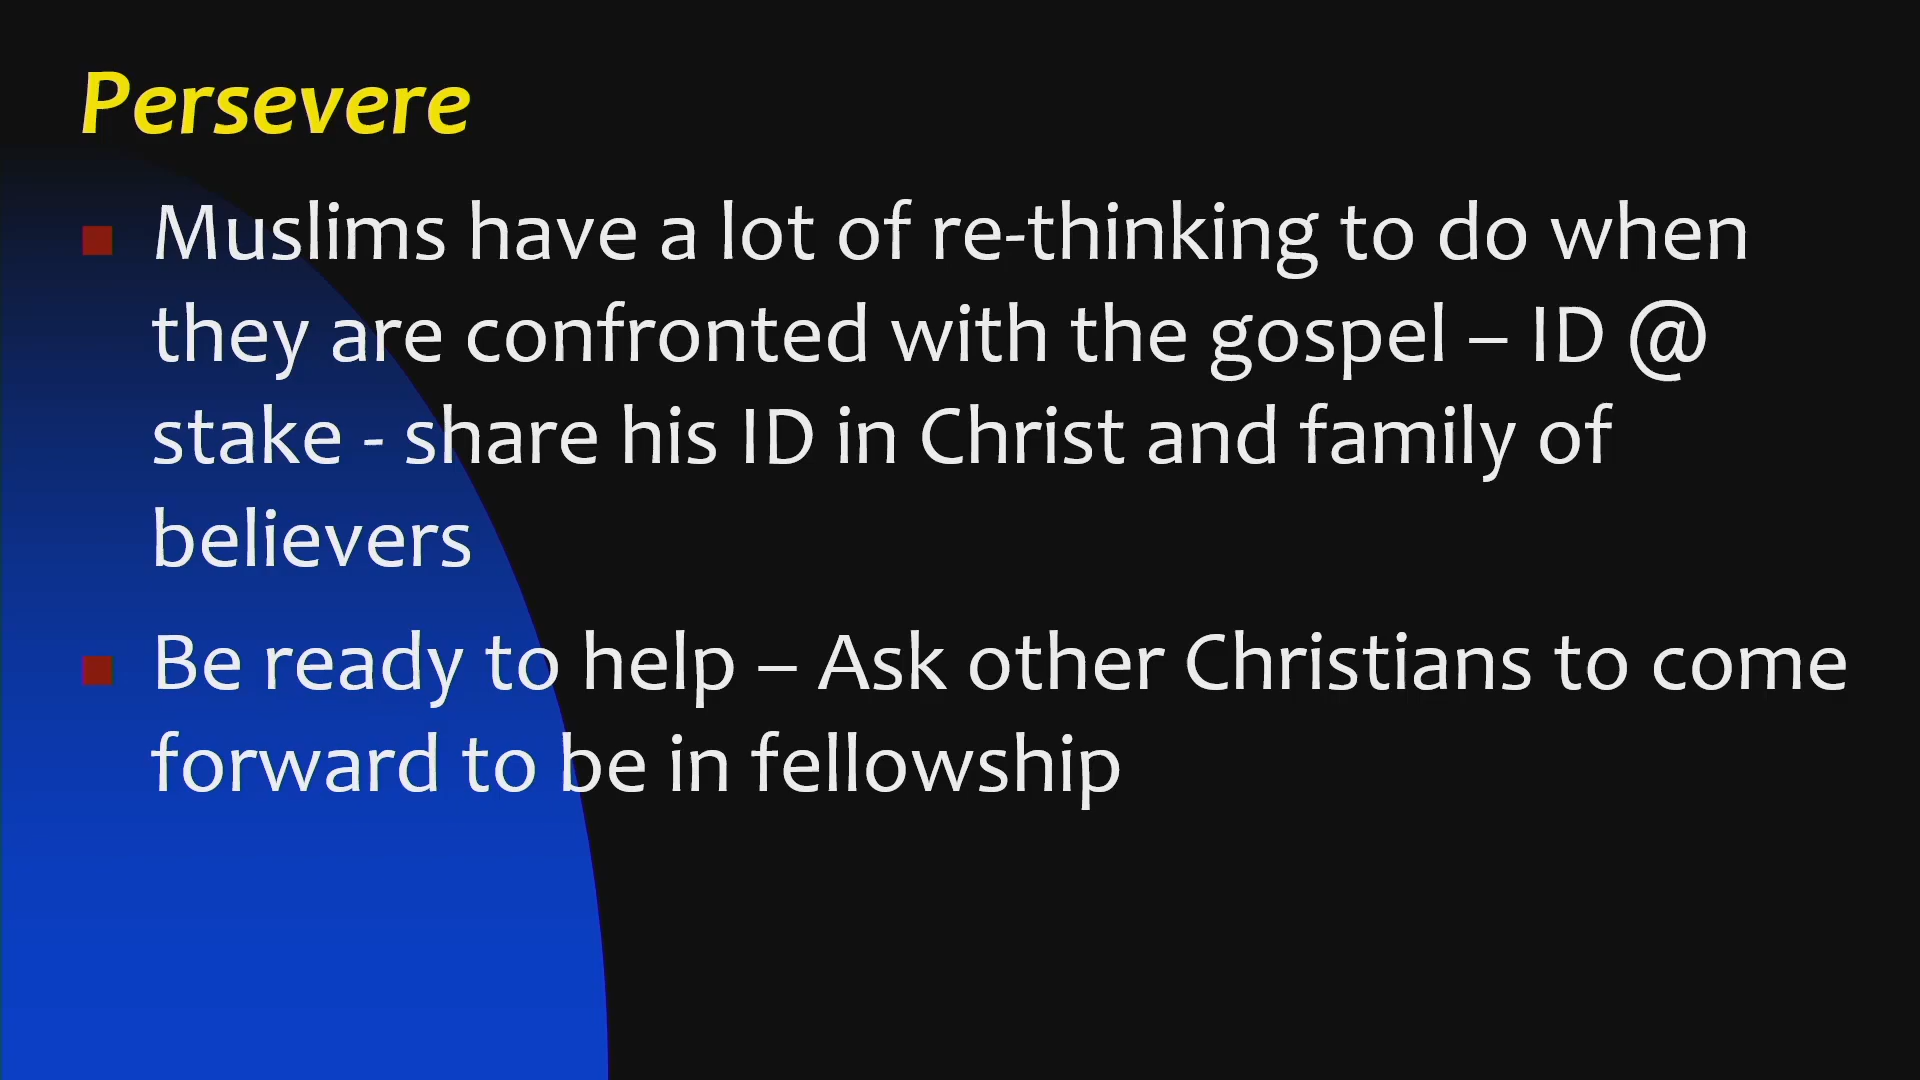 Persevere
Muslims have a lot of re-thinking to do when
they are confronted with the gospel – ID @
stake - share his ID in Christ and family of
believers
Be ready to help – Ask other Christians to come
forward to be in fellowship